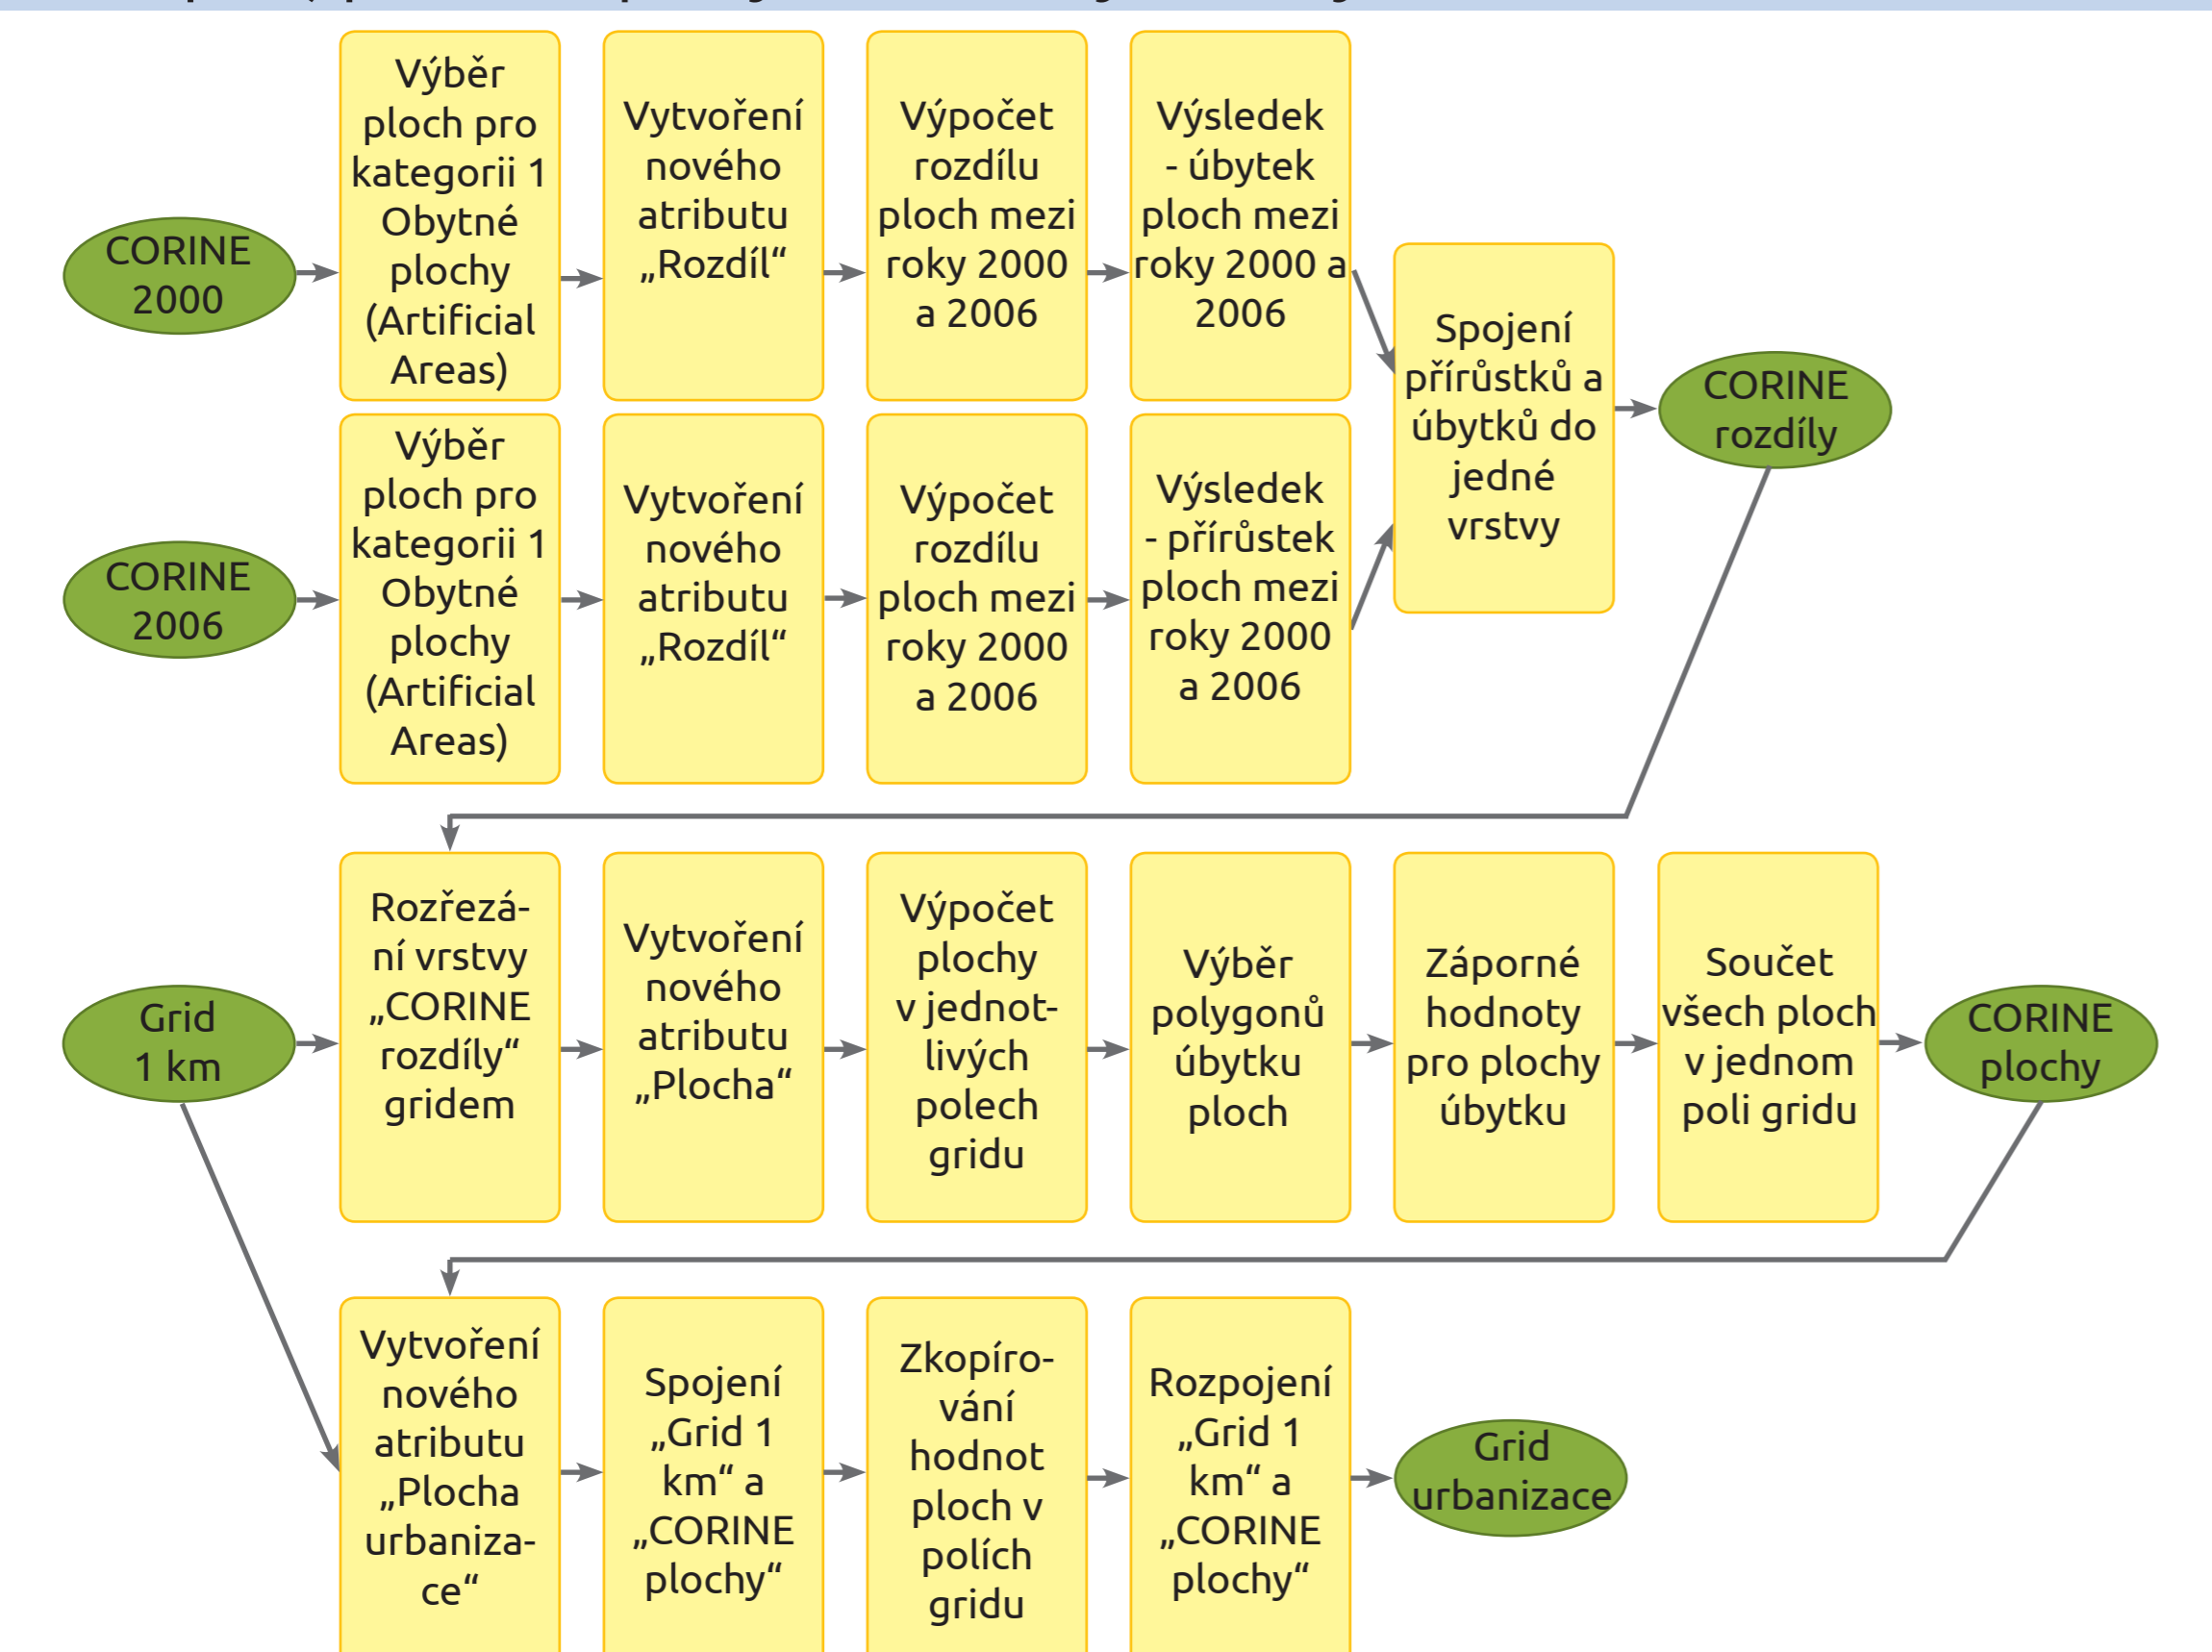 CORINE
2000
Výběr
ploch pro
kategorii 1
Obytné
plochy
(Artificial
Areas)
Vytvoření
nového
atributu
„Rozdíl“
Výpočet
rozdílu
ploch mezi
roky 2000
a 2006
Výsledek
- úbytek
ploch mezi
roky 2000 a
2006
CORINE
2006
Výběr
ploch pro
kategorii 1
Obytné
plochy
(Artificial
Areas)
Vytvoření
nového
atributu
„Rozdíl“
Výpočet
rozdílu
ploch mezi
roky 2000
a 2006
Výsledek
- přírůstek
ploch mezi
roky 2000
a 2006
Spojení
přírůstků a
úbytků do
jedné
vrstvy
CORINE
rozdíly
Grid
1 km
Rozřezá-
ní vrstvy
„CORINE
rozdíly“
gridem
Vytvoření
nového
atributu
„Plocha“
Výpočet
plochy
v jednot-
livých
polech
gridu
Výběr
polygonů
úbytku
ploch
Záporné
hodnoty
pro plochy
úbytku
Součet
všech ploch
v jednom
poli gridu
CORINE
plochy
Vytvoření
nového
atributu
„Plocha
urbaniza-
ce“
Spojení
„Grid 1
km“ a
„CORINE
plochy“
Zkopíro-
vání
hodnot
ploch v
polích
gridu
Rozpojení
„Grid 1
km“ a
„CORINE
plochy“
Grid
urbanizace